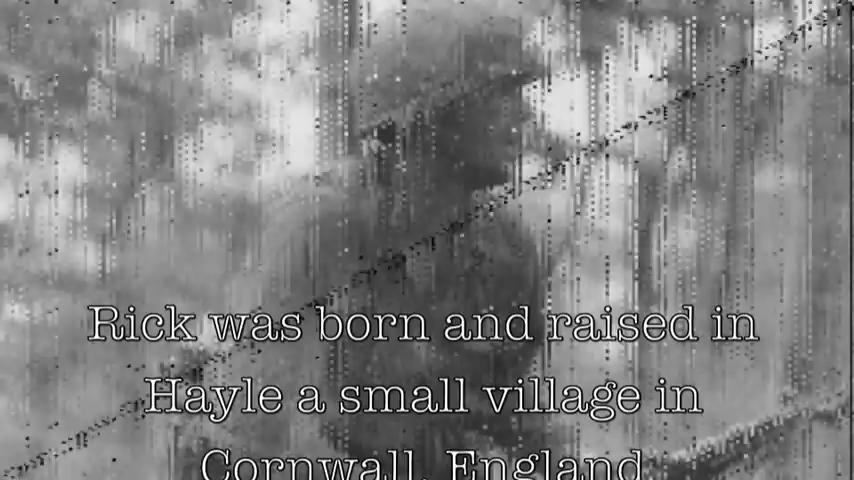 Rick was born and raised in
Hayle a small village in
Cornwall, England